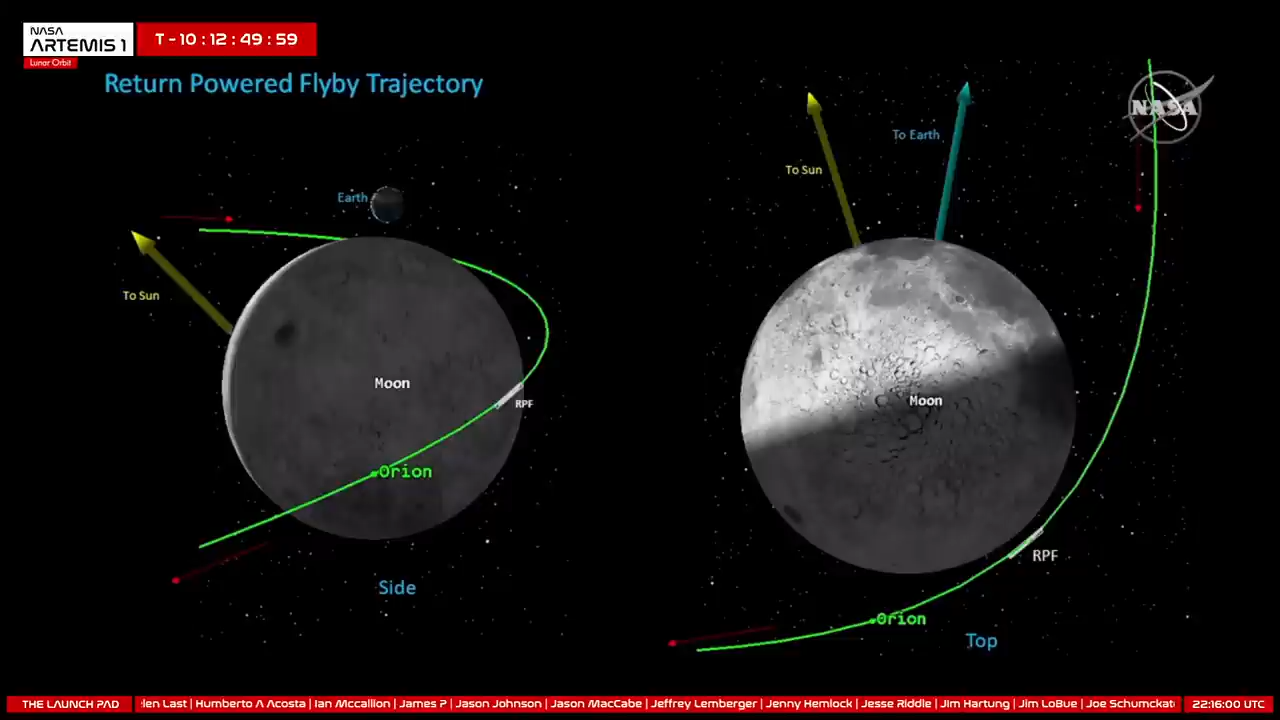 NASA
ARTEMIS 1
T - 10 : 12 : 49 : 59
Lunar Orbit
Return Powered Flyby Trajectory
NASA
To Earth
To Sun
Earth
To Sun
Moon
RPF
Moon
Orion
RPF
Side
Orion
Top
THE LAUNCH PAD
len Last | Humberto A Acosta | Ian Mccallion | James P | Jason Johnson | Jason MacCabe | Jeffrey Lemberger | Jenny Hemlock | Jesse Riddle | Jim Hartung | Jim LoBue | Joe Schumckat
22:16:00 UTC